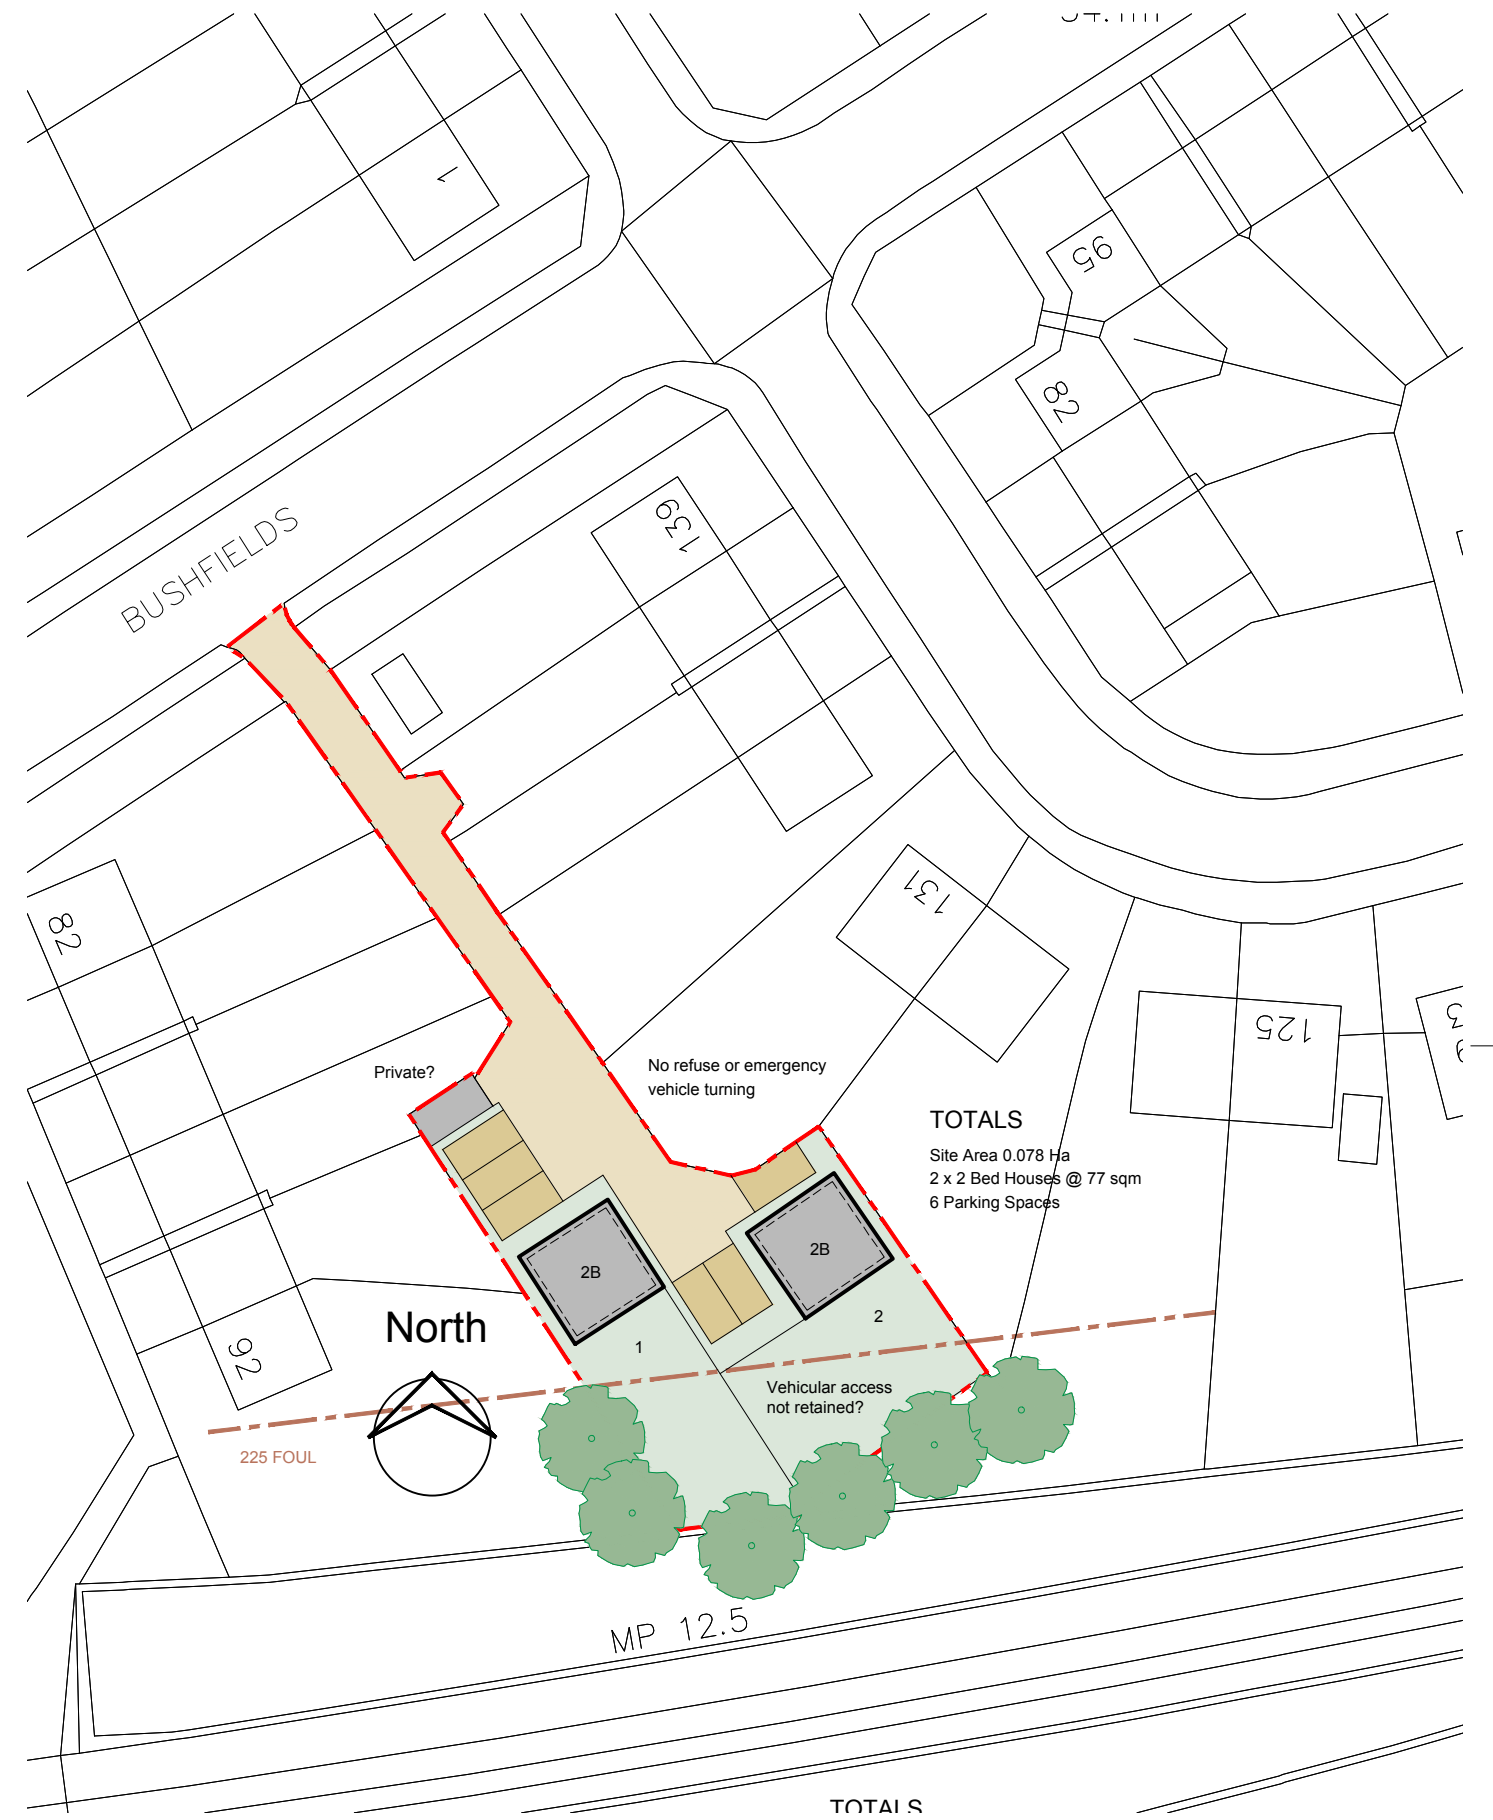 1
95
82
139
BUSHFIELDS
131
82
125
Private?
No refuse or emergency
vehicle turning
TOTALS
Site Area 0.078 Ha
2 x 2 Bed Houses @ 77 sqm
6 Parking Spaces
2B
2B
North
1
2
92
Vehicular access
not retained?
225 FOUL
MP 12.5
TOTALS